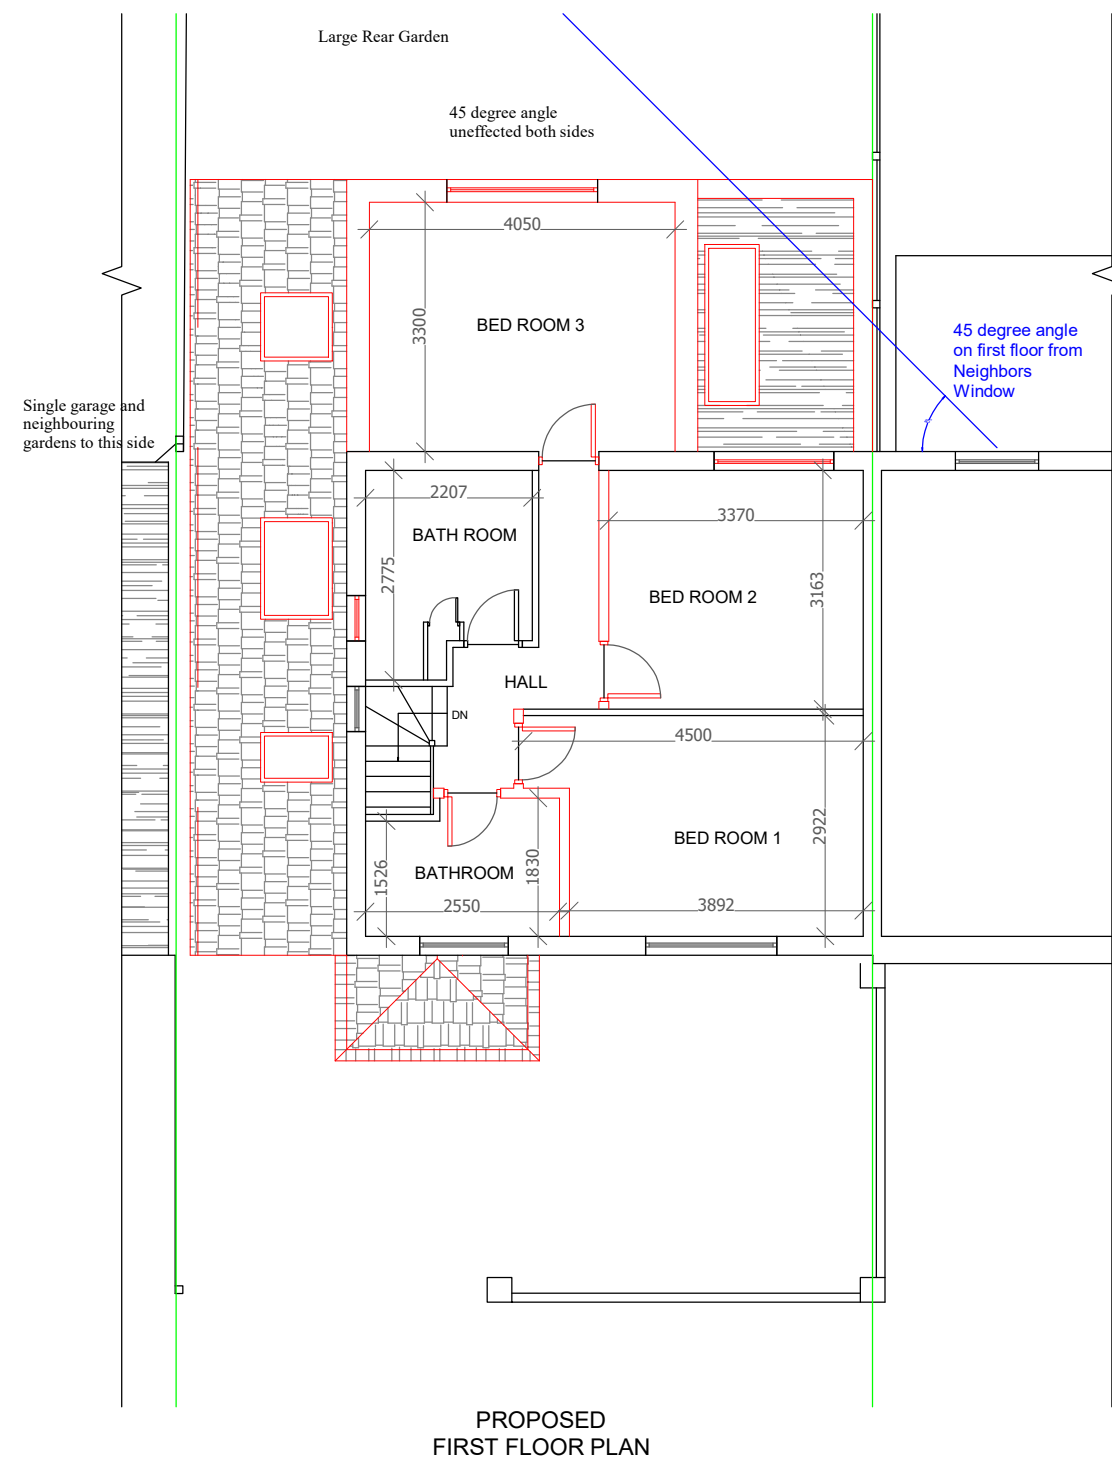 Large Rear Garden
45 degree angle
uneffected both sides
4050
3300
BED ROOM 3
45 degree angle
on first floor from
Neighbors
Window
Single garage and
neighbouring
gardens to this side
2207
3370
BATH ROOM
2775
3163
BED ROOM 2
HALL
DN
4500
2922
BED ROOM 1
1526
1830
BATHROOM
2550
3892
PROPOSED
FIRST FLOOR PLAN